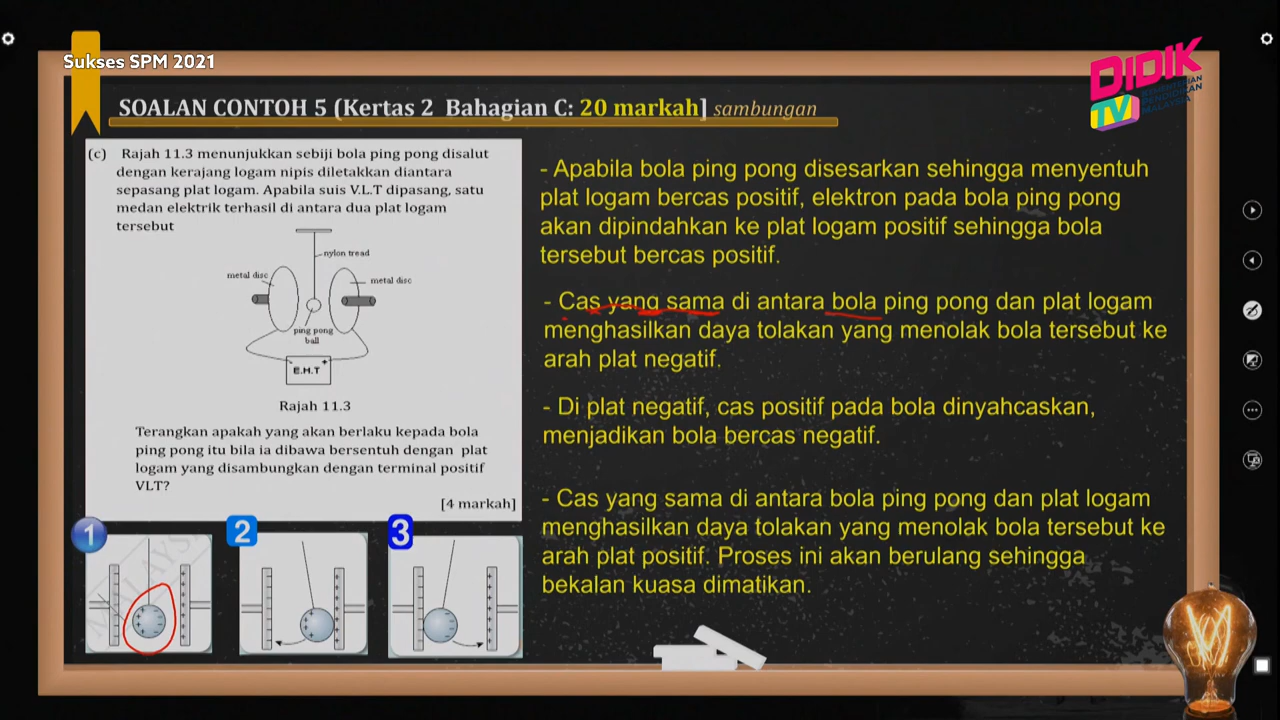 Sukses SPM 2021
DIDIK
TV
KEMENTERIAN
PENDIDIKAN
MALAYSIA
SOALAN CONTOH 5 (Kertas 2 Bahagian C: 20 markah] sambungan
(c) Rajah 11.3 menunjukkan sebiji bola ping pong disalut
dengan kerajang logam nipis diletakkan diantara
sepasang plat logam. Apabila suis V.L.T dipasang, satu
medan elektrik terhasil di antara dua plat logam
tersebut
nylon tread
metal disc
metal disc
ping pong
ball
E.M.T
Rajah 11.3
Terangkan apakah yang akan berlaku kepada bola
ping pong itu bila ia dibawa bersentuh dengan plat
logam yang disambungkan dengan terminal positif
VLT?
[4 markah]
1
2
3
- Apabila bola ping pong disesarkan sehingga menyentuh
plat logam bercas positif, elektron pada bola ping pong
akan dipindahkan ke plat logam positif sehingga bola
tersebut bercas positif.
- Cas yang sama di antara bola ping pong dan plat logam
menghasilkan daya tolakan yang menolak bola tersebut ke
arah plat negatif.
- Di plat negatif, cas positif pada bola dinyahcaskan,
menjadikan bola bercas negatif.
- Cas yang sama di antara bola ping pong dan plat logam
menghasilkan daya tolakan yang menolak bola tersebut ke
arah plat positif. Proses ini akan berulang sehingga
bekalan kuasa dimatikan.